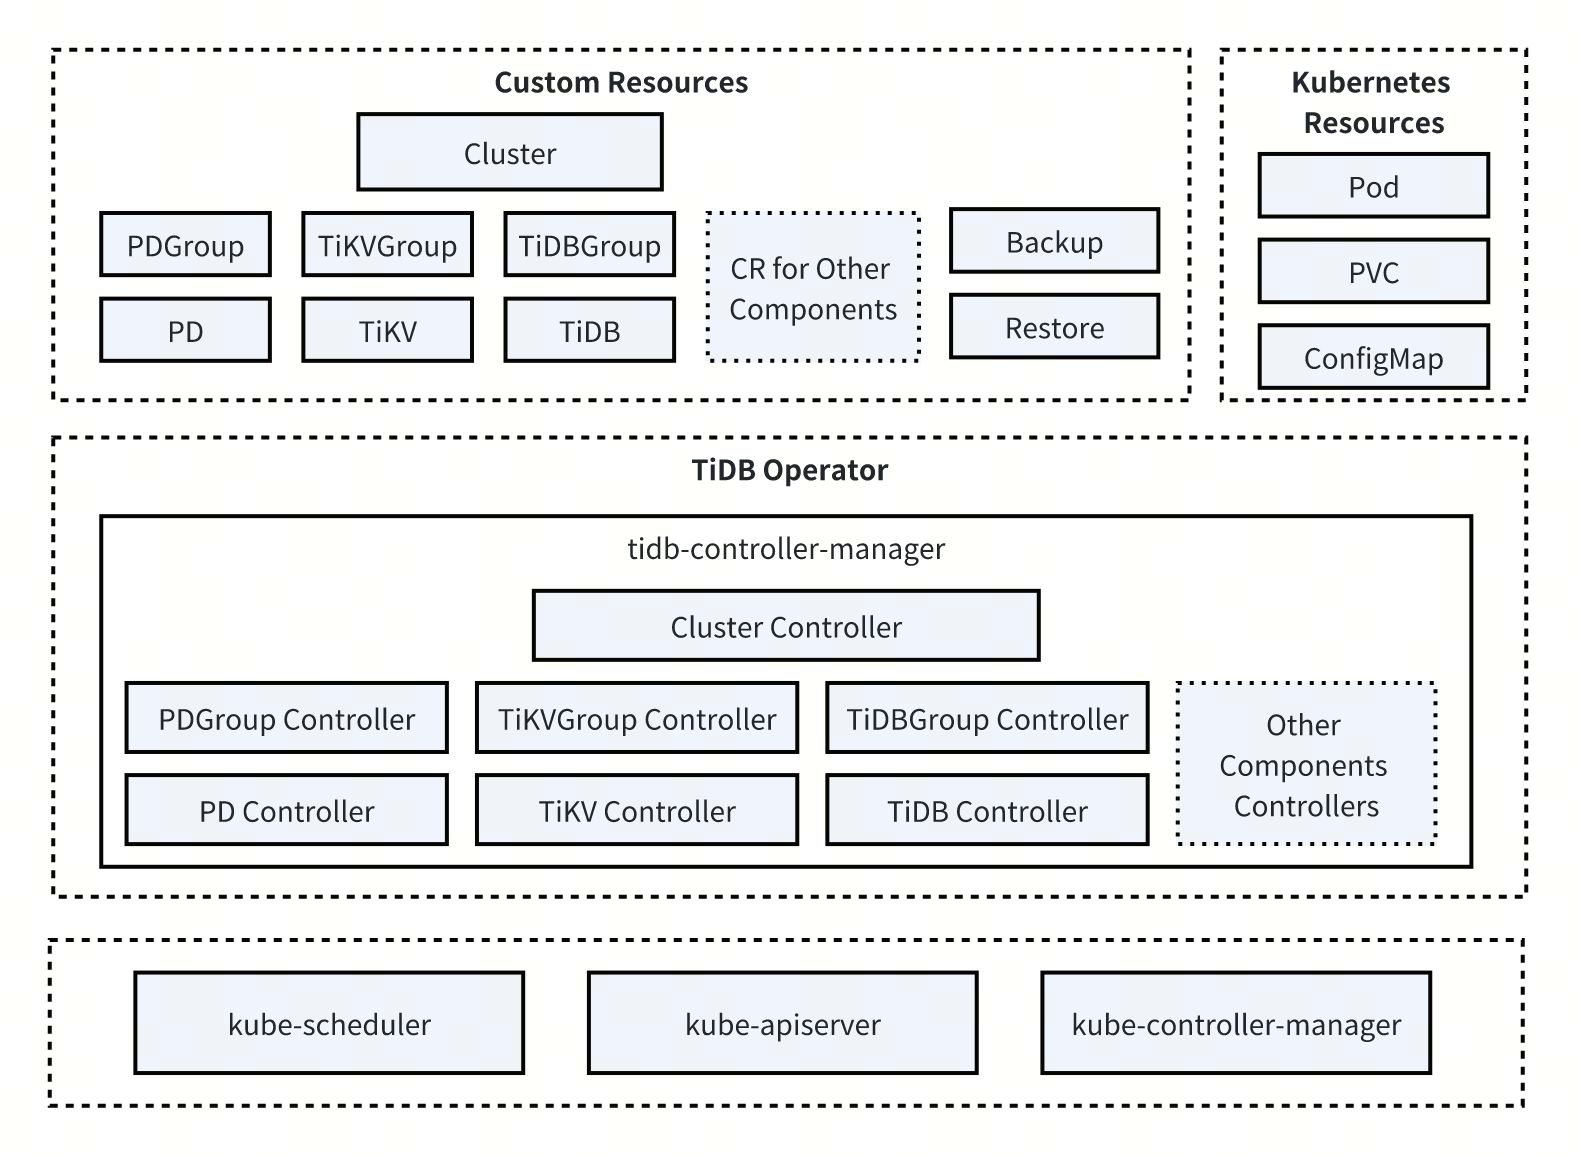 Custom Resources
Cluster
PDGroup
TiKVGroup
TiDBGroup
CR for Other
Components
Backup
PD
TiKV
TiDB
Restore
Kubernetes
Resources
Pod
PVC
ConfigMap
TiDB Operator
tidb-controller-manager
Cluster Controller
PDGroup Controller
TiKVGroup Controller
TiDBGroup Controller
Other
Components
Controllers
PD Controller
TiKV Controller
TiDB Controller
kube-scheduler
kube-apiserver
kube-controller-manager